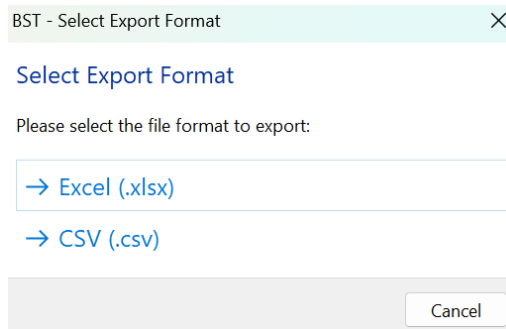 BST - Select Export Format
Select Export Format
Please select the file format to export:
→ Excel (.xlsx)
→ CSV (.csv)
Cancel